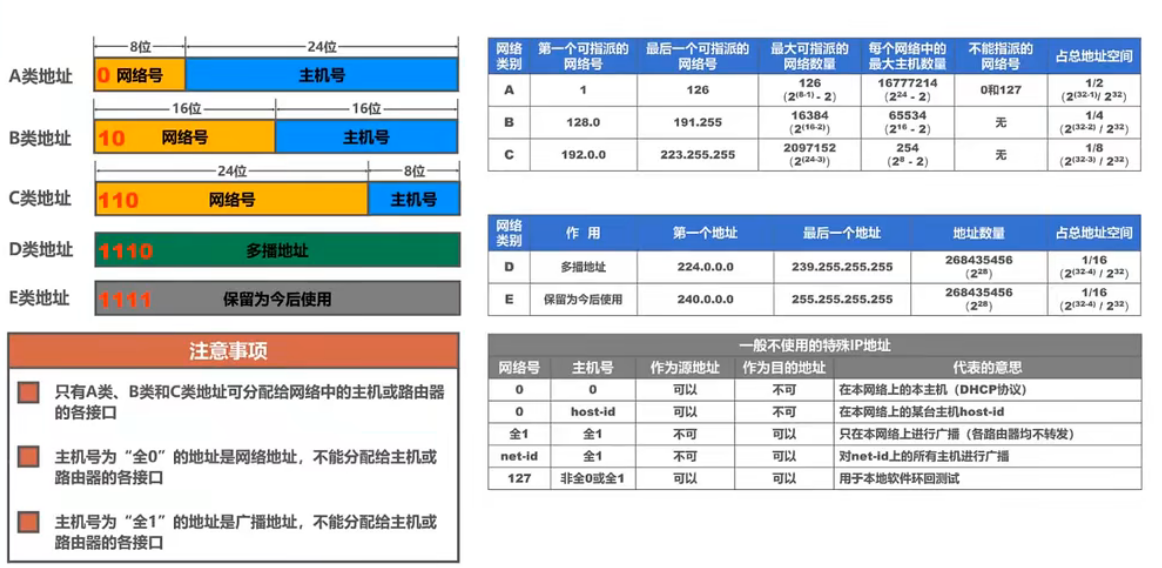 8位 24位
A类地址 0 网络号 主机号
16位 16位
B类地址 10 网络号 主机号
24位 8位
C类地址 110 网络号 主机号
D类地址 1110 多播地址
E类地址 1111 保留为今后使用
注意事项
只有A类、B类和C类地址可分配给网络中的主机或路由器
的各接口
主机号为“全0”的地址是网络地址，不能分配给主机或
路由器的各接口
主机号为“全1”的地址是广播地址，不能分配给主机或
路由器的各接口
网络 第一个可指派的 最后一个可指派的 最大可指派的 每个网络中的 不能指派的 占总地址空间
类别 网络号 网络号 网络数量 最大主机数量 网络号
A 1 126 126 16777214 0和127 1/2
(2(8-1) - 2) (224 - 2) (2(32-1)/ 232)
B 128.0 191.255 16384 65534 无 1/4
(2(16-2)) (216 - 2) (2(32-2) / 232)
C 192.0.0 223.255.255 2097152 254 无 1/8
(2(24-3)) (28 - 2) (2(32-3) / 232)
网络 作 用 第一个地址 最后一个地址 地址数量 占总地址空间
类别
D 多播地址 224.0.0.0 239.255.255.255 268435456 1/16
(228) (2(32-4) / 232)
E 保留为今后使用 240.0.0.0 255.255.255.255 268435456 1/16
(228) (2(32-4) / 232)
一般不使用的特殊IP地址
网络号 主机号 作为源地址 作为目的地址 代表的意思
0 0 可以 不可 在本网络上的本主机（DHCP协议）
0 host-id 可以 不可 在本网络上的某台主机host-id
全1 全1 不可 可以 只在本网络上进行广播（各路由器均不转发）
net-id 全1 不可 可以 对net-id上的所有主机进行广播
127 非全0或全1 可以 可以 用于本地软件环回测试